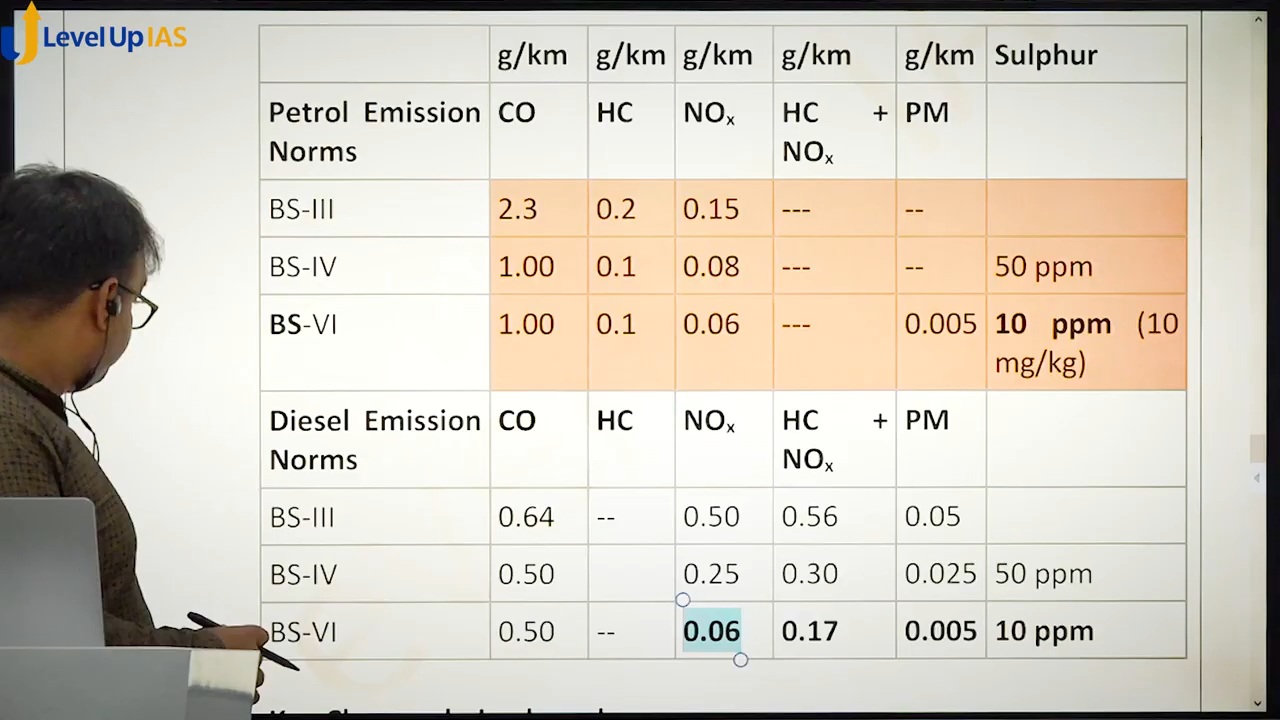 Level Up IAS
g/km g/km g/km g/km g/km Sulphur
Petrol Emission Norms CO HC NOₓ HC + NOₓ PM
BS-III 2.3 0.2 0.15 --- --
BS-IV 1.00 0.1 0.08 --- -- 50 ppm
BS-VI 1.00 0.1 0.06 --- 0.005 10 ppm (10 mg/kg)
Diesel Emission Norms CO HC NOₓ HC + NOₓ PM
BS-III 0.64 -- 0.50 0.56 0.05
BS-IV 0.50 0.25 0.30 0.025 50 ppm
BS-VI 0.50 -- 0.06 0.17 0.005 10 ppm